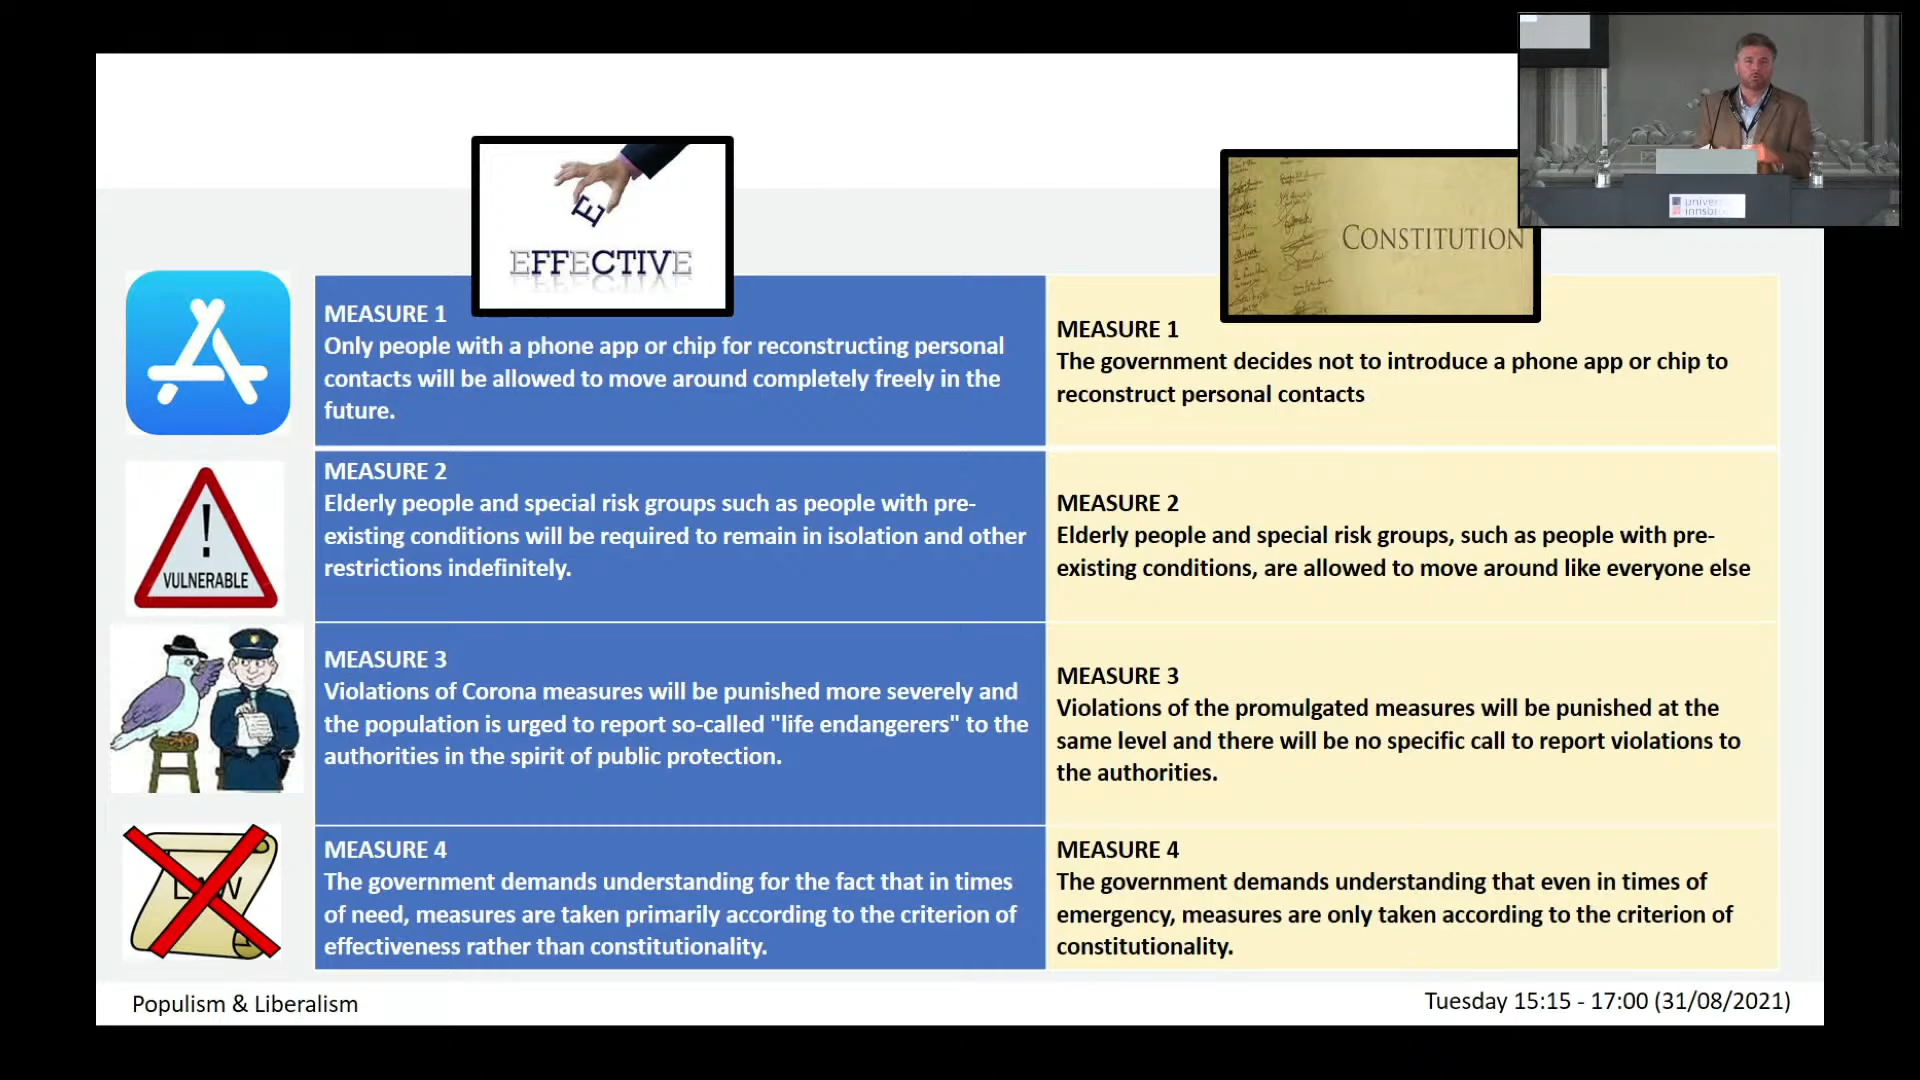 EFFECTIVE
E
CONSTITUTION
univer
innsbr
MEASURE 1
Only people with a phone app or chip for reconstructing personal
contacts will be allowed to move around completely freely in the
future.
MEASURE 1
The government decides not to introduce a phone app or chip to
reconstruct personal contacts
VULNERABLE
MEASURE 2
Elderly people and special risk groups such as people with pre-
existing conditions will be required to remain in isolation and other
restrictions indefinitely.
MEASURE 2
Elderly people and special risk groups, such as people with pre-
existing conditions, are allowed to move around like everyone else
MEASURE 3
Violations of Corona measures will be punished more severely and
the population is urged to report so-called "life endangerers" to the
authorities in the spirit of public protection.
MEASURE 3
Violations of the promulgated measures will be punished at the
same level and there will be no specific call to report violations to
the authorities.
LAW
MEASURE 4
The government demands understanding for the fact that in times
of need, measures are taken primarily according to the criterion of
effectiveness rather than constitutionality.
MEASURE 4
The government demands understanding that even in times of
emergency, measures are only taken according to the criterion of
constitutionality.
Populism & Liberalism
Tuesday 15:15 - 17:00 (31/08/2021)